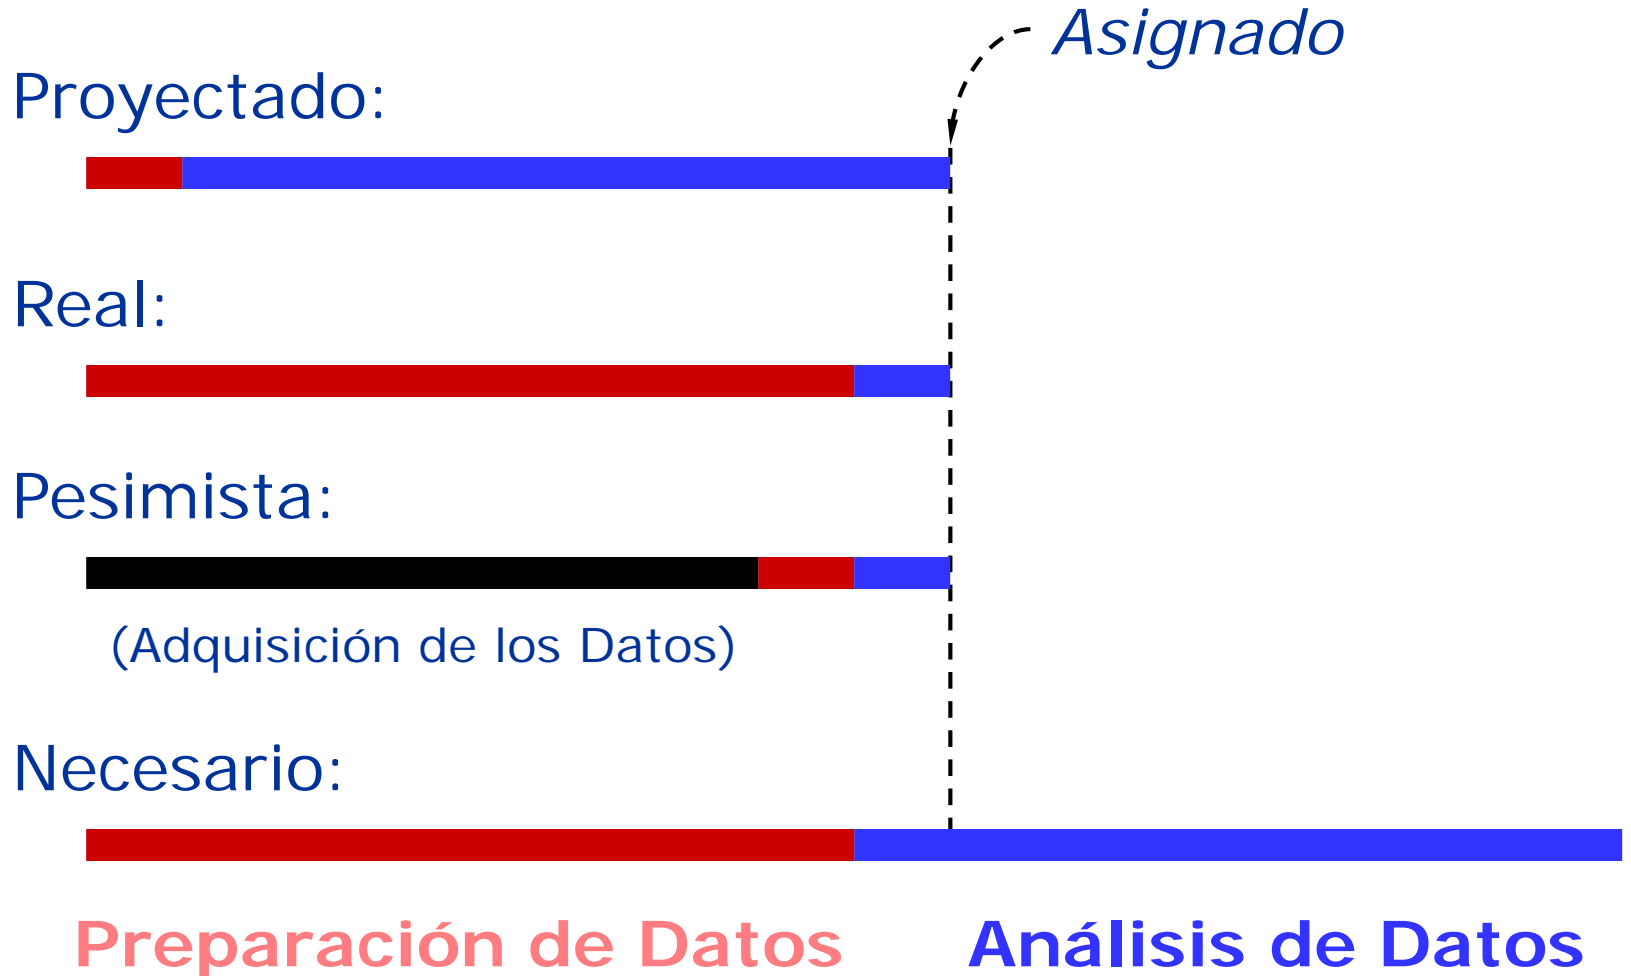 Asignado
Proyectado:
Real:
Pesimista:
(Adquisición de los Datos)
Necesario:
Preparación de Datos
Análisis de Datos